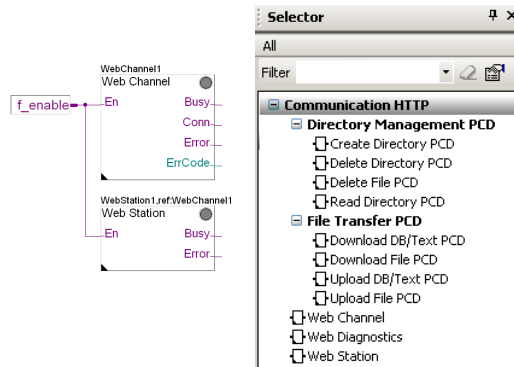 WebChannel1
Web Channel
f_enable
En
Busy
Conn
Error
ErrCode
WebStation1,ref:WebChannel1
Web Station
En
Busy
Error
Selector
All
Filter
Communication HTTP
Directory Management PCD
Create Directory PCD
Delete Directory PCD
Delete File PCD
Read Directory PCD
File Transfer PCD
Download DB/Text PCD
Download File PCD
Upload DB/Text PCD
Upload File PCD
Web Channel
Web Diagnostics
Web Station